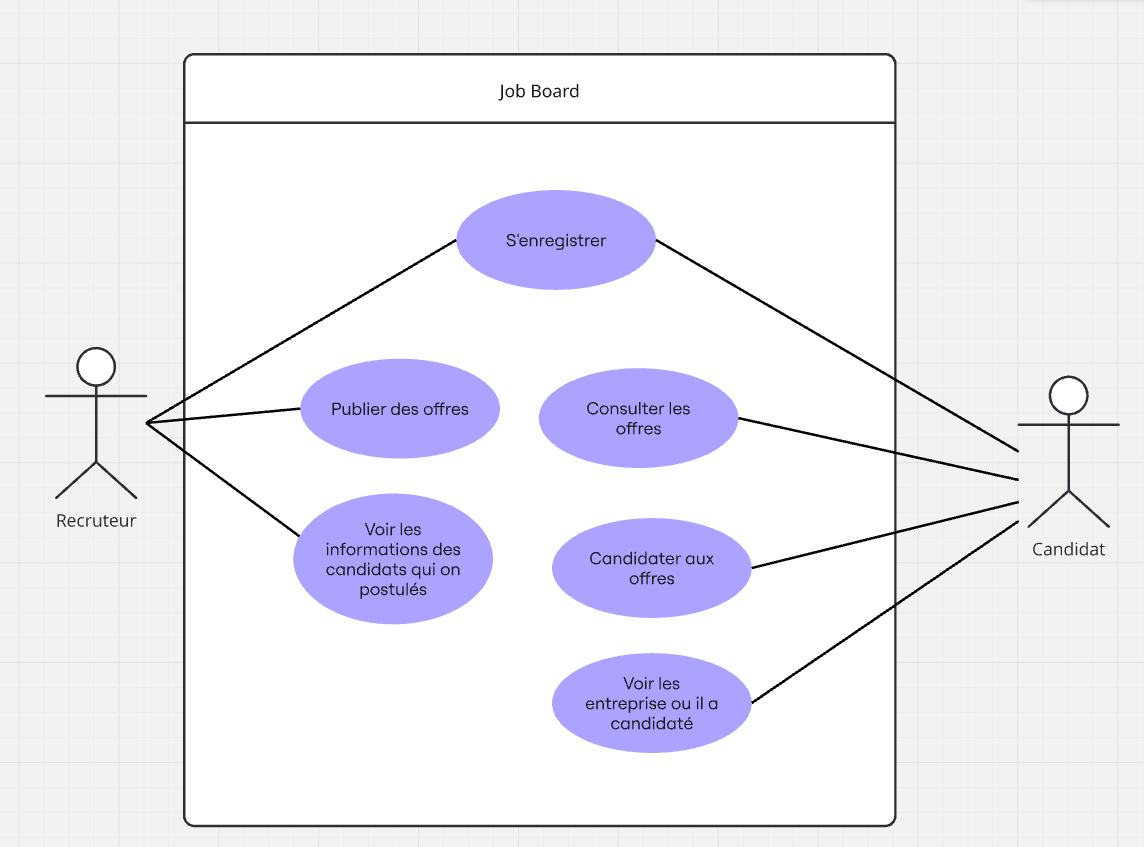 Job Board
S'enregistrer
Publier des offres
Consulter les
offres
Voir les
informations des
candidats qui on
postulés
Candidater aux
offres
Voir les
entreprise ou il a
candidaté
Recruteur
Candidat